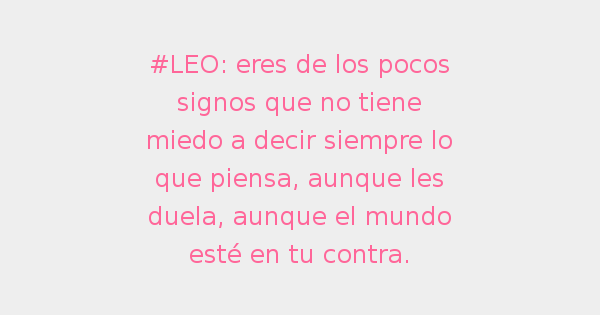 #LEO: eres de los pocos
signos que no tiene
miedo a decir siempre lo
que piensa, aunque les
duela, aunque el mundo
esté en tu contra.